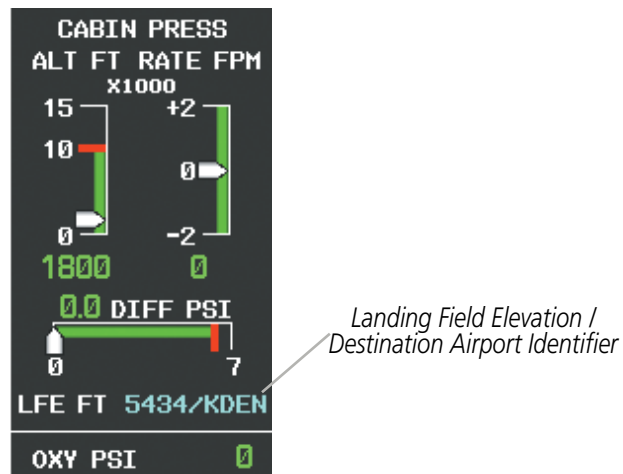 CABIN PRESS
ALT FT RATE FPM
X1000
15 +2
10
0
0 -2
1800 0
0.0 DIFF PSI
0 7
LFE FT 5434/KDEN
OXY PSI 0
Landing Field Elevation /
Destination Airport Identifier